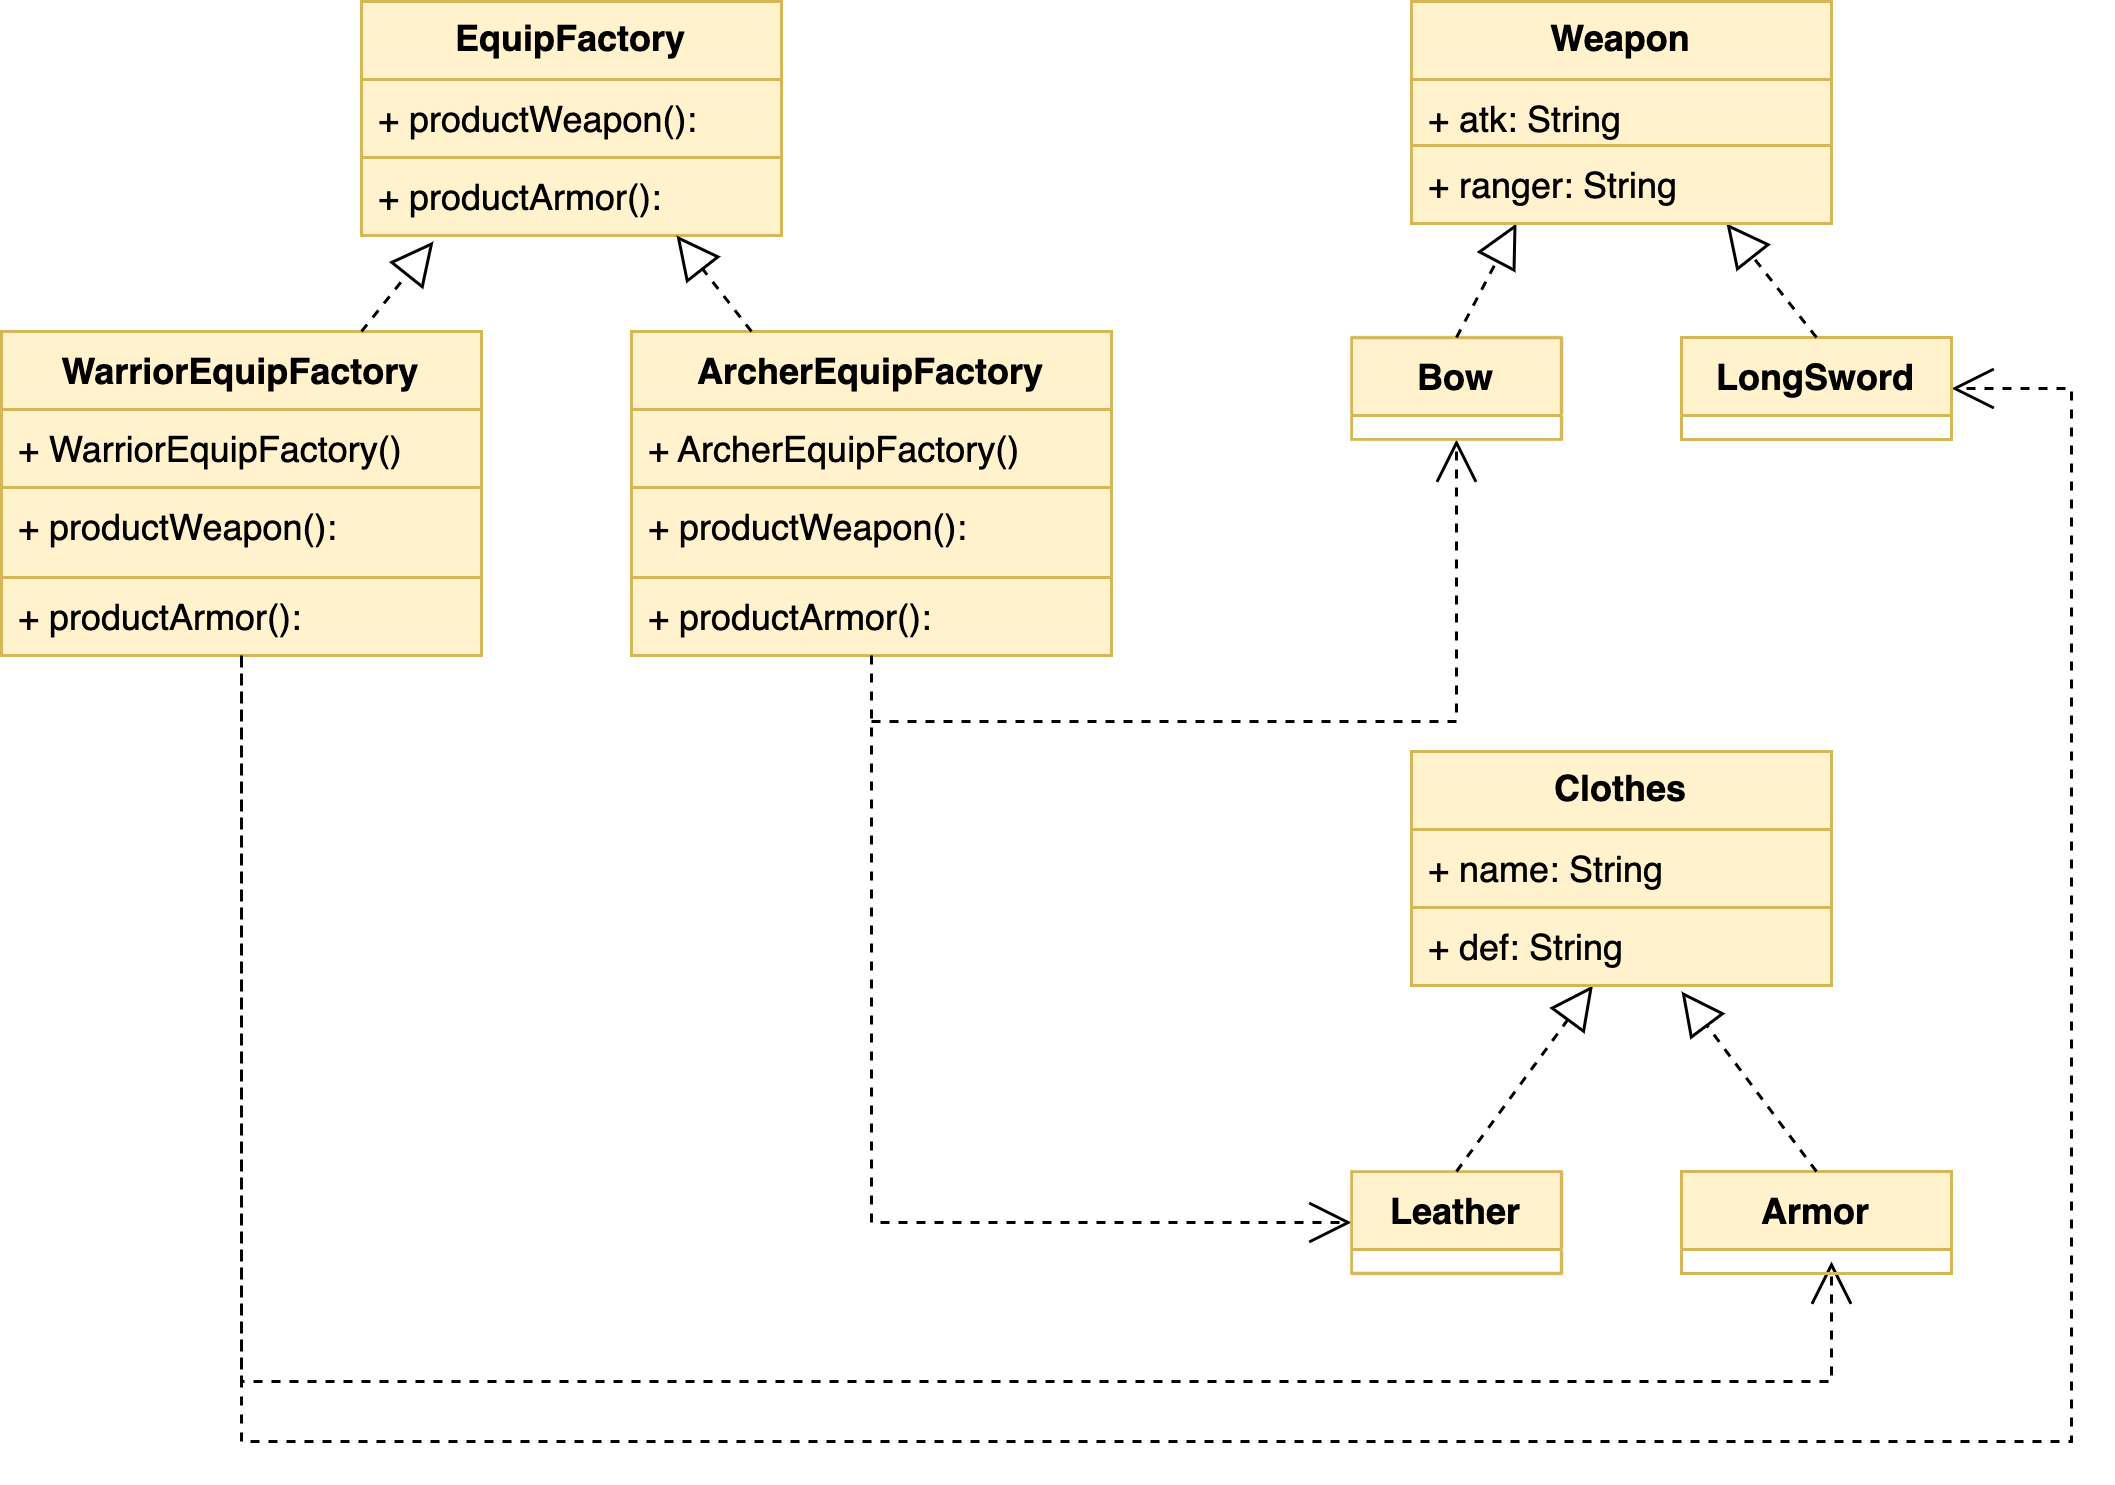 EquipFactory
+ productWeapon():
+ productArmor():
Weapon
+ atk: String
+ ranger: String
WarriorEquipFactory
+ WarriorEquipFactory()
+ productWeapon():
+ productArmor():
ArcherEquipFactory
+ ArcherEquipFactory()
+ productWeapon():
+ productArmor():
Bow
LongSword
Clothes
+ name: String
+ def: String
Leather
Armor